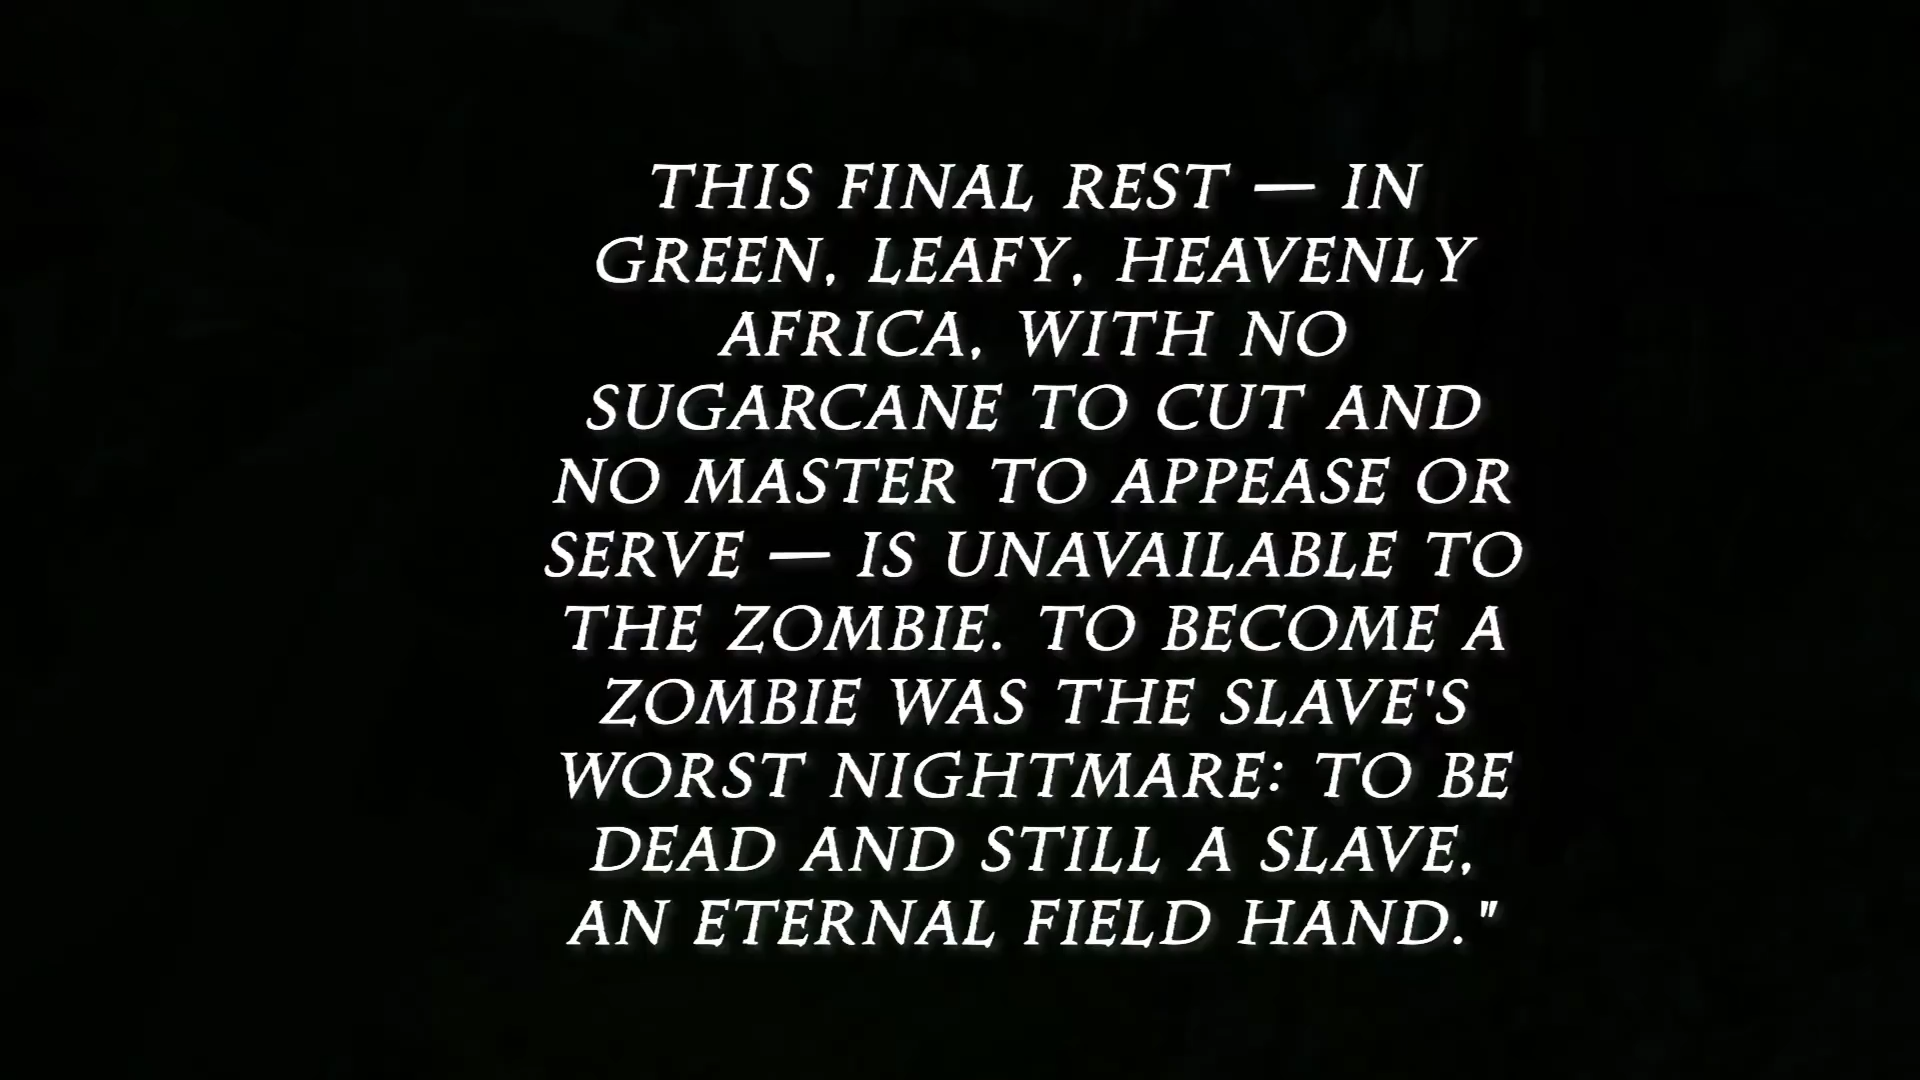 THIS FINAL REST — IN
GREEN, LEAFY, HEAVENLY
AFRICA, WITH NO
SUGARCANE TO CUT AND
NO MASTER TO APPEASE OR
SERVE — IS UNAVAILABLE TO
THE ZOMBIE. TO BECOME A
ZOMBIE WAS THE SLAVE'S
WORST NIGHTMARE: TO BE
DEAD AND STILL A SLAVE,
AN ETERNAL FIELD HAND."